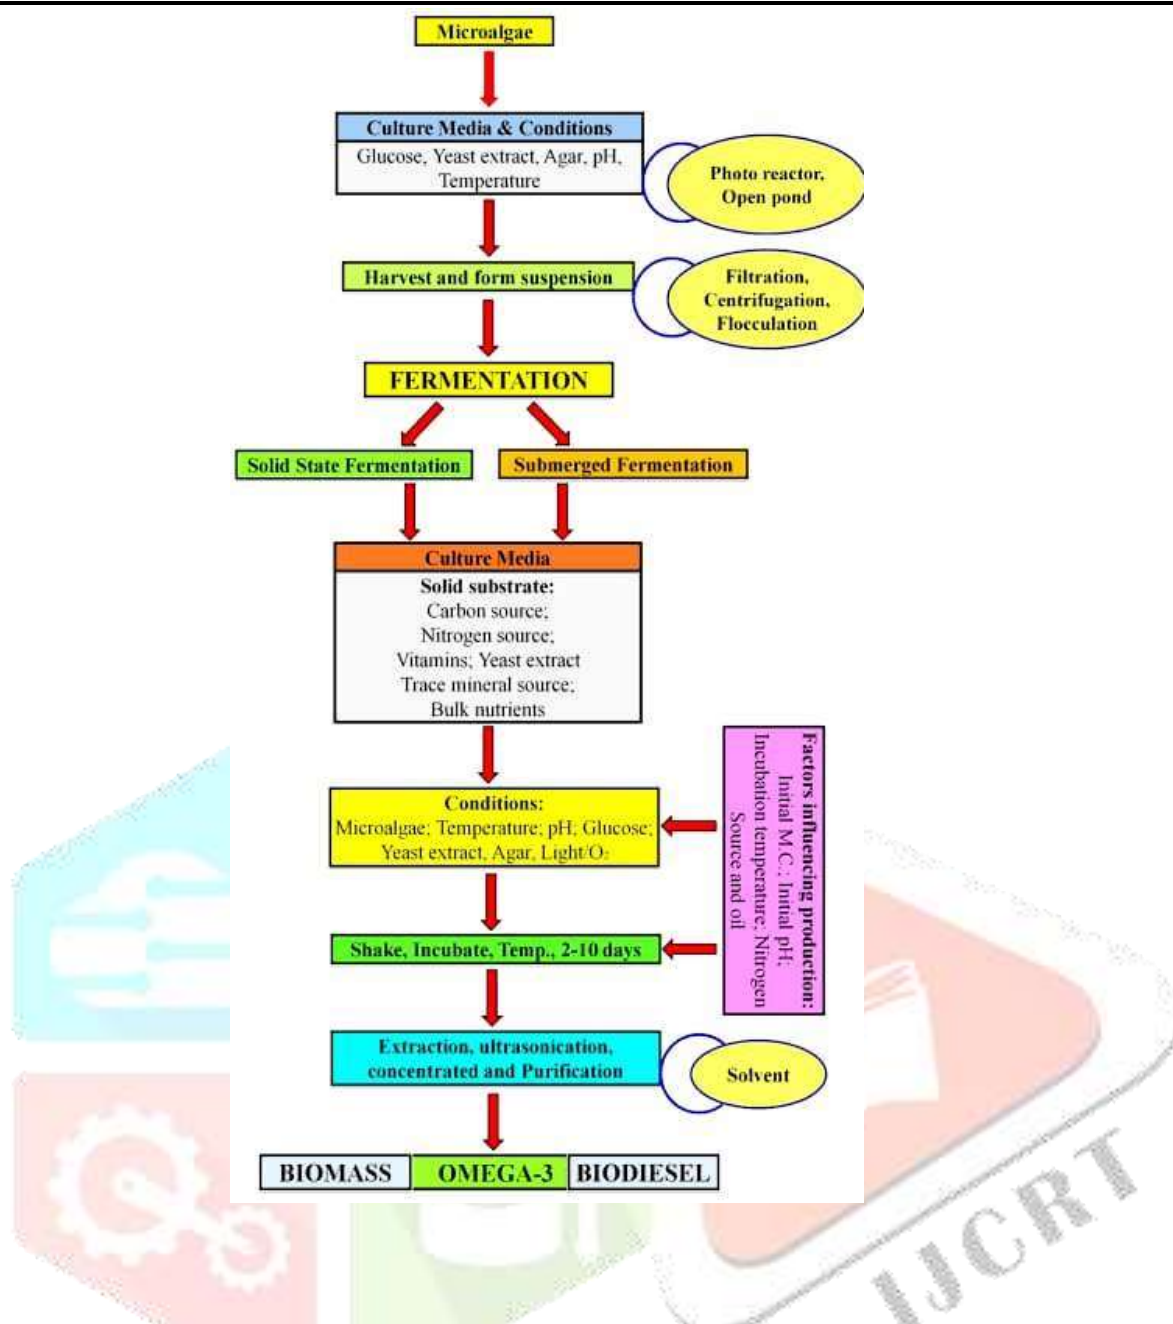 Microalgae
Culture Media & Conditions
Glucose, Yeast extract, Agar, pH,
Temperature
Photo reactor,
Open pond
Harvest and form suspension
Filtration,
Centrifugation,
Flocculation
FERMENTATION
Solid State Fermentation
Submerged Fermentation
Culture Media
Solid substrate:
Carbon source;
Nitrogen source;
Vitamins; Yeast extract
Trace mineral source;
Bulk nutrients
Factors influencing production:
Initial M.C.; Initial pH;
Incubation temperature; Nitrogen
Source and oil
Conditions:
Microalgae; Temperature; pH; Glucose;
Yeast extract, Agar, Light/O₂
Shake, Incubate, Temp., 2-10 days
Extraction, ultrasonication,
concentrated and Purification
Solvent
BIOMASS
OMEGA-3
BIODIESEL
IJCRT